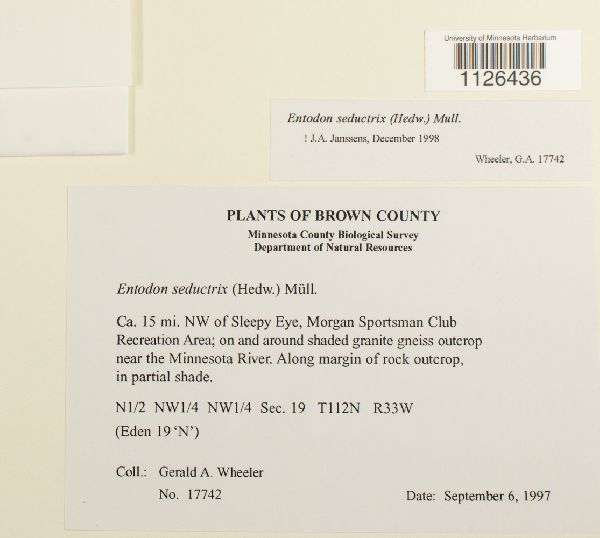 University of Minnesota Herbarium
1126436
Entodon seductrix (Hedw.) Mull.
! J.A. Janssens, December 1998
Wheeler, G.A. 17742
PLANTS OF BROWN COUNTY
Minnesota County Biological Survey
Department of Natural Resources
Entodon seductrix (Hedw.) Müll.
Ca. 15 mi. NW of Sleepy Eye, Morgan Sportsman Club
Recreation Area; on and around shaded granite gneiss outcrop
near the Minnesota River. Along margin of rock outcrop,
in partial shade.
N1/2 NW1/4 NW1/4 Sec. 19 T112N R33W
(Eden 19 ‘N’)
Coll.: Gerald A. Wheeler
No. 17742
Date: September 6, 1997